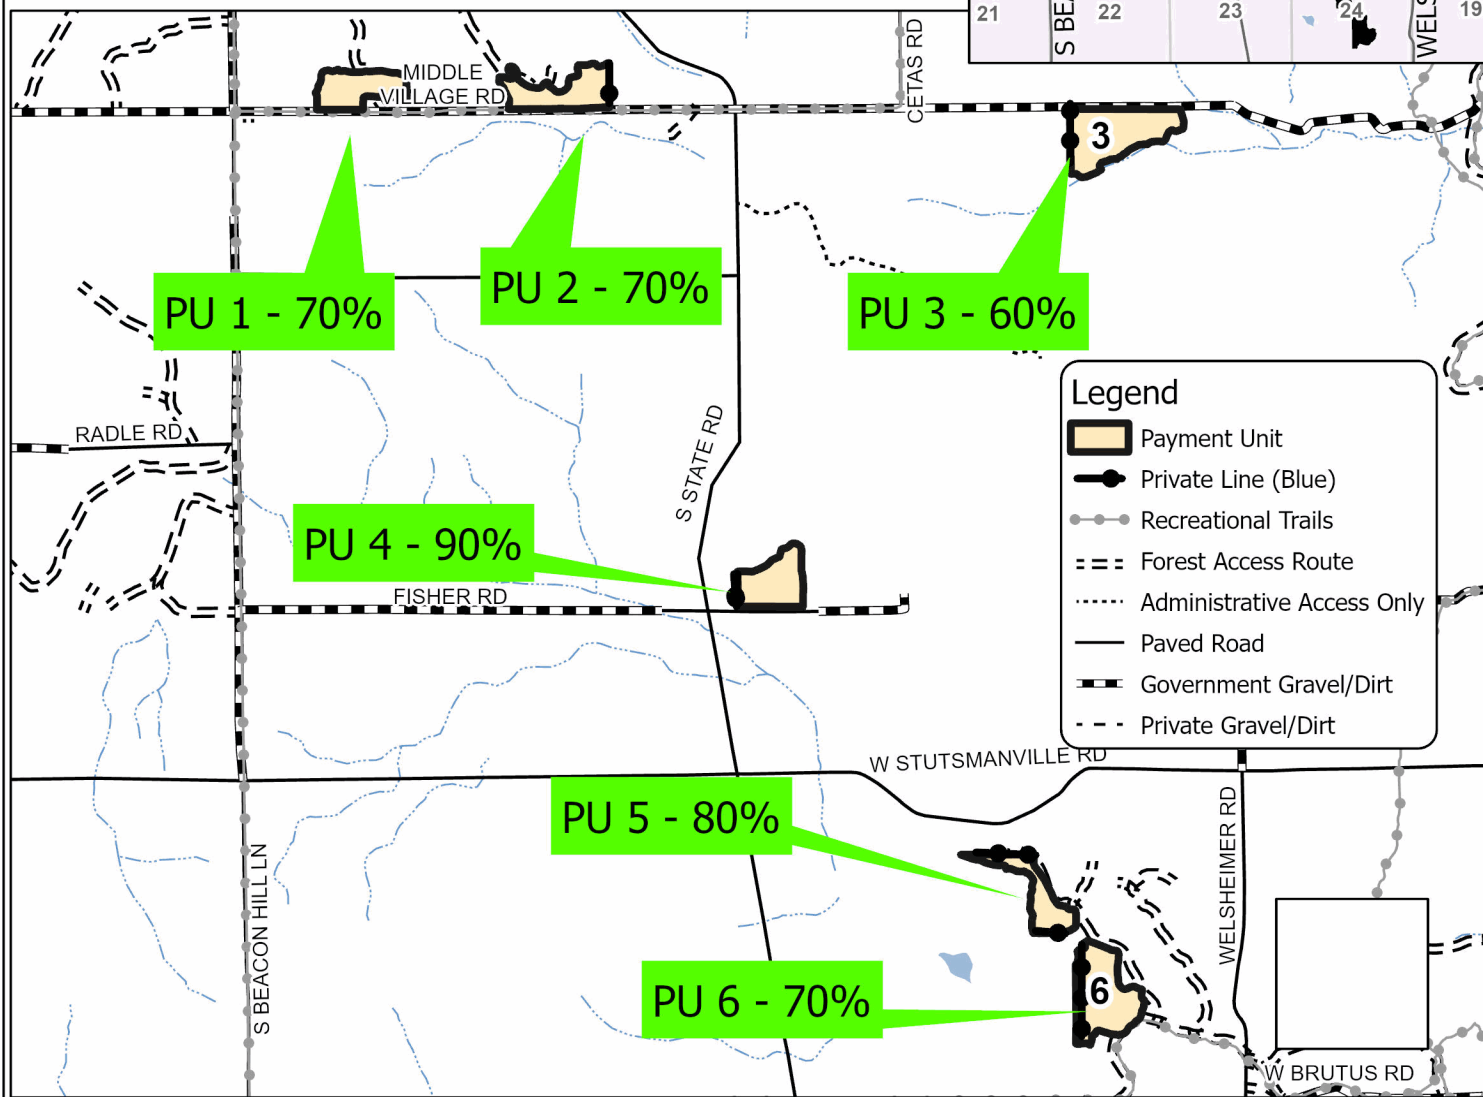 21
S BEA
22
23
24
WELS
19
CETAS RD
MIDDLE
VILLAGE RD
3
PU 1 - 70%
PU 2 - 70%
PU 3 - 60%
Legend
Payment Unit
Private Line (Blue)
Recreational Trails
Forest Access Route
Administrative Access Only
Paved Road
Government Gravel/Dirt
Private Gravel/Dirt
RADLE RD
S STATE RD
PU 4 - 90%
FISHER RD
W STUTSMANVILLE RD
PU 5 - 80%
WELSHEIMER RD
S BEACON HILL LN
PU 6 - 70%
6
W BRUTUS RD